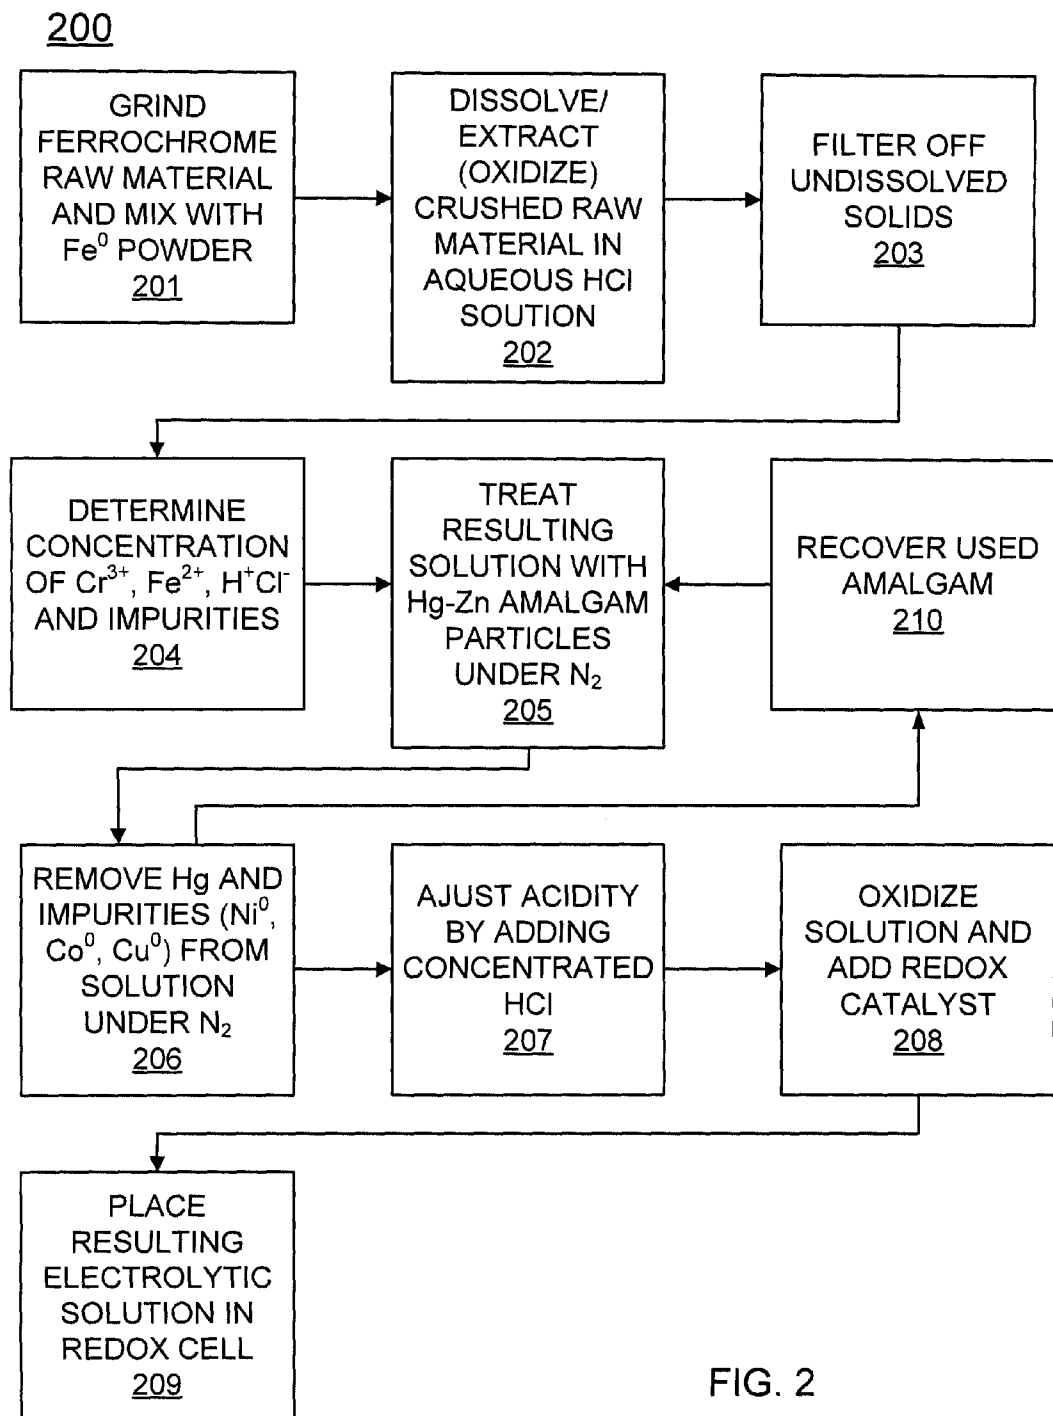 200
GRIND
FERROCHROME
RAW MATERIAL
AND MIX WITH
Fe⁰ POWDER
201
DISSOLVE/
EXTRACT
(OXIDIZE)
CRUSHED RAW
MATERIAL IN
AQUEOUS HCl
SOUTION
202
FILTER OFF
UNDISSOLVED
SOLIDS
203
DETERMINE
CONCENTRATION
OF Cr³⁺, Fe²⁺, H⁺Cl⁻
AND IMPURITIES
204
TREAT
RESULTING
SOLUTION WITH
Hg-Zn AMALGAM
PARTICLES
UNDER N₂
205
RECOVER USED
AMALGAM
210
REMOVE Hg AND
IMPURITIES (Ni⁰,
Co⁰, Cu⁰) FROM
SOLUTION
UNDER N₂
206
AJUST ACIDITY
BY ADDING
CONCENTRATED
HCl
207
OXIDIZE
SOLUTION AND
ADD REDOX
CATALYST
208
PLACE
RESULTING
ELECTROLYTIC
SOLUTION IN
REDOX CELL
209
FIG. 2